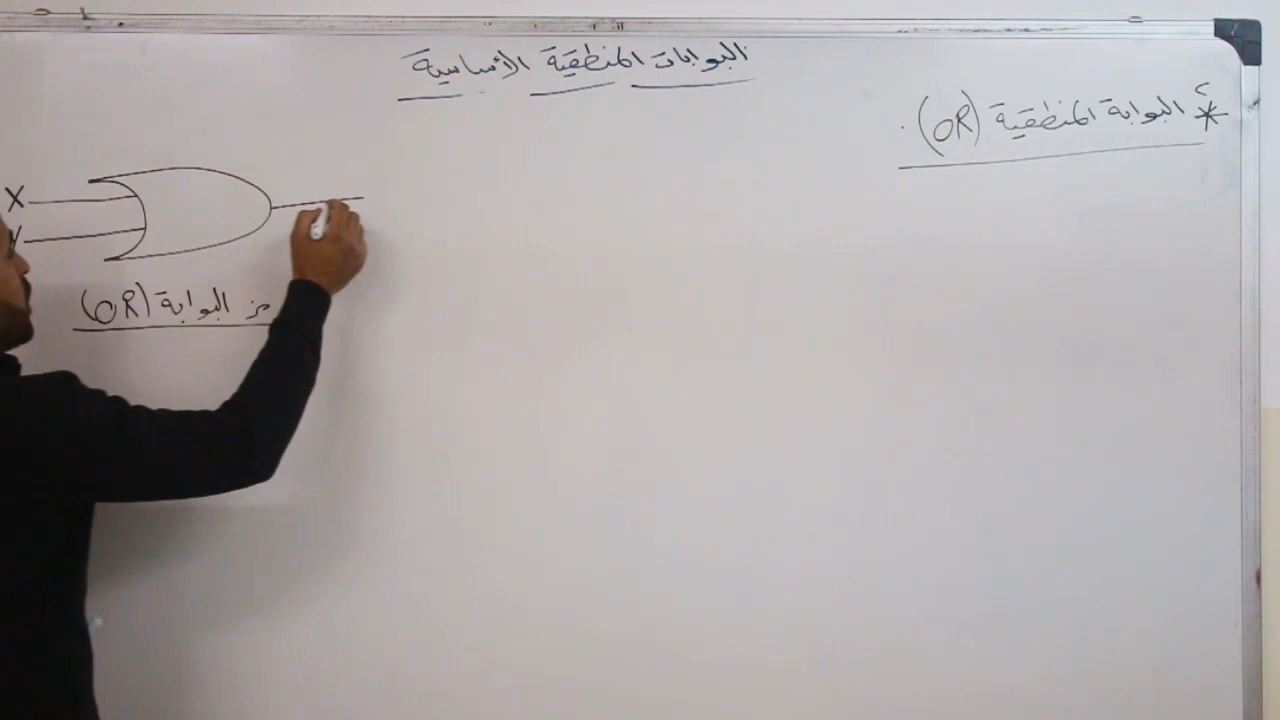 البوابات المنطقية الأساسية
* البوابة المنطقية (OR).
X
Y
رمز البوابة (OR)